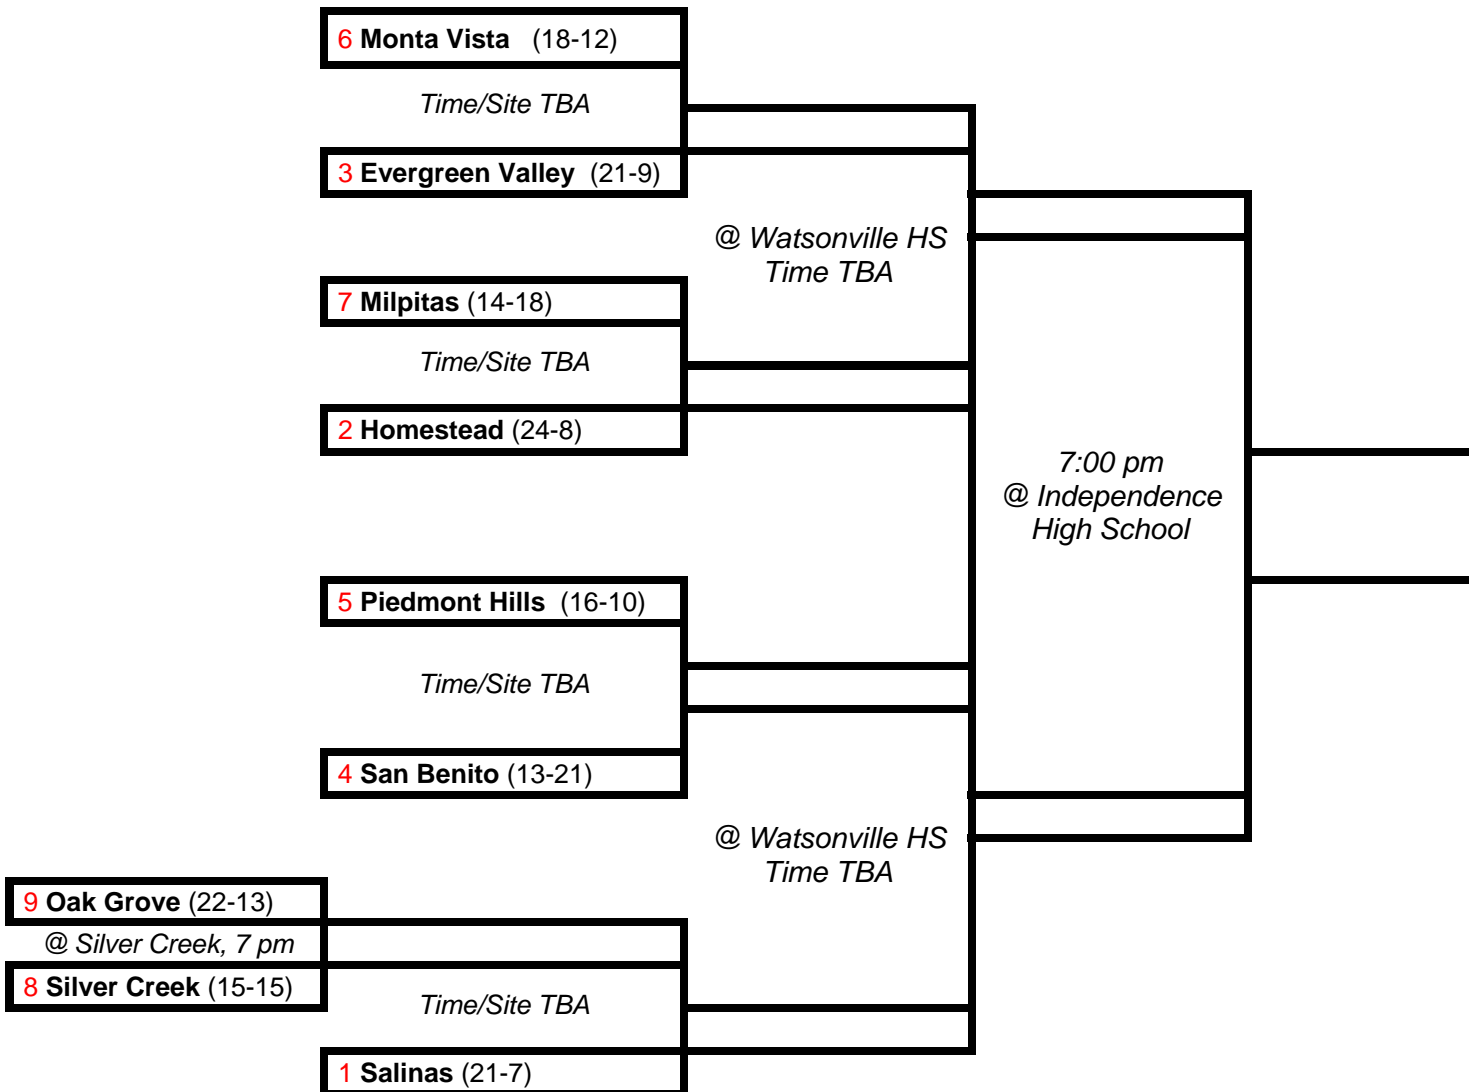 6 Monta Vista (18-12)
Time/Site TBA
3 Evergreen Valley (21-9)
@ Watsonville HS
Time TBA
7 Milpitas (14-18)
Time/Site TBA
2 Homestead (24-8)
7:00 pm
@ Independence
High School
5 Piedmont Hills (16-10)
Time/Site TBA
4 San Benito (13-21)
@ Watsonville HS
Time TBA
9 Oak Grove (22-13)
@ Silver Creek, 7 pm
8 Silver Creek (15-15)
Time/Site TBA
1 Salinas (21-7)